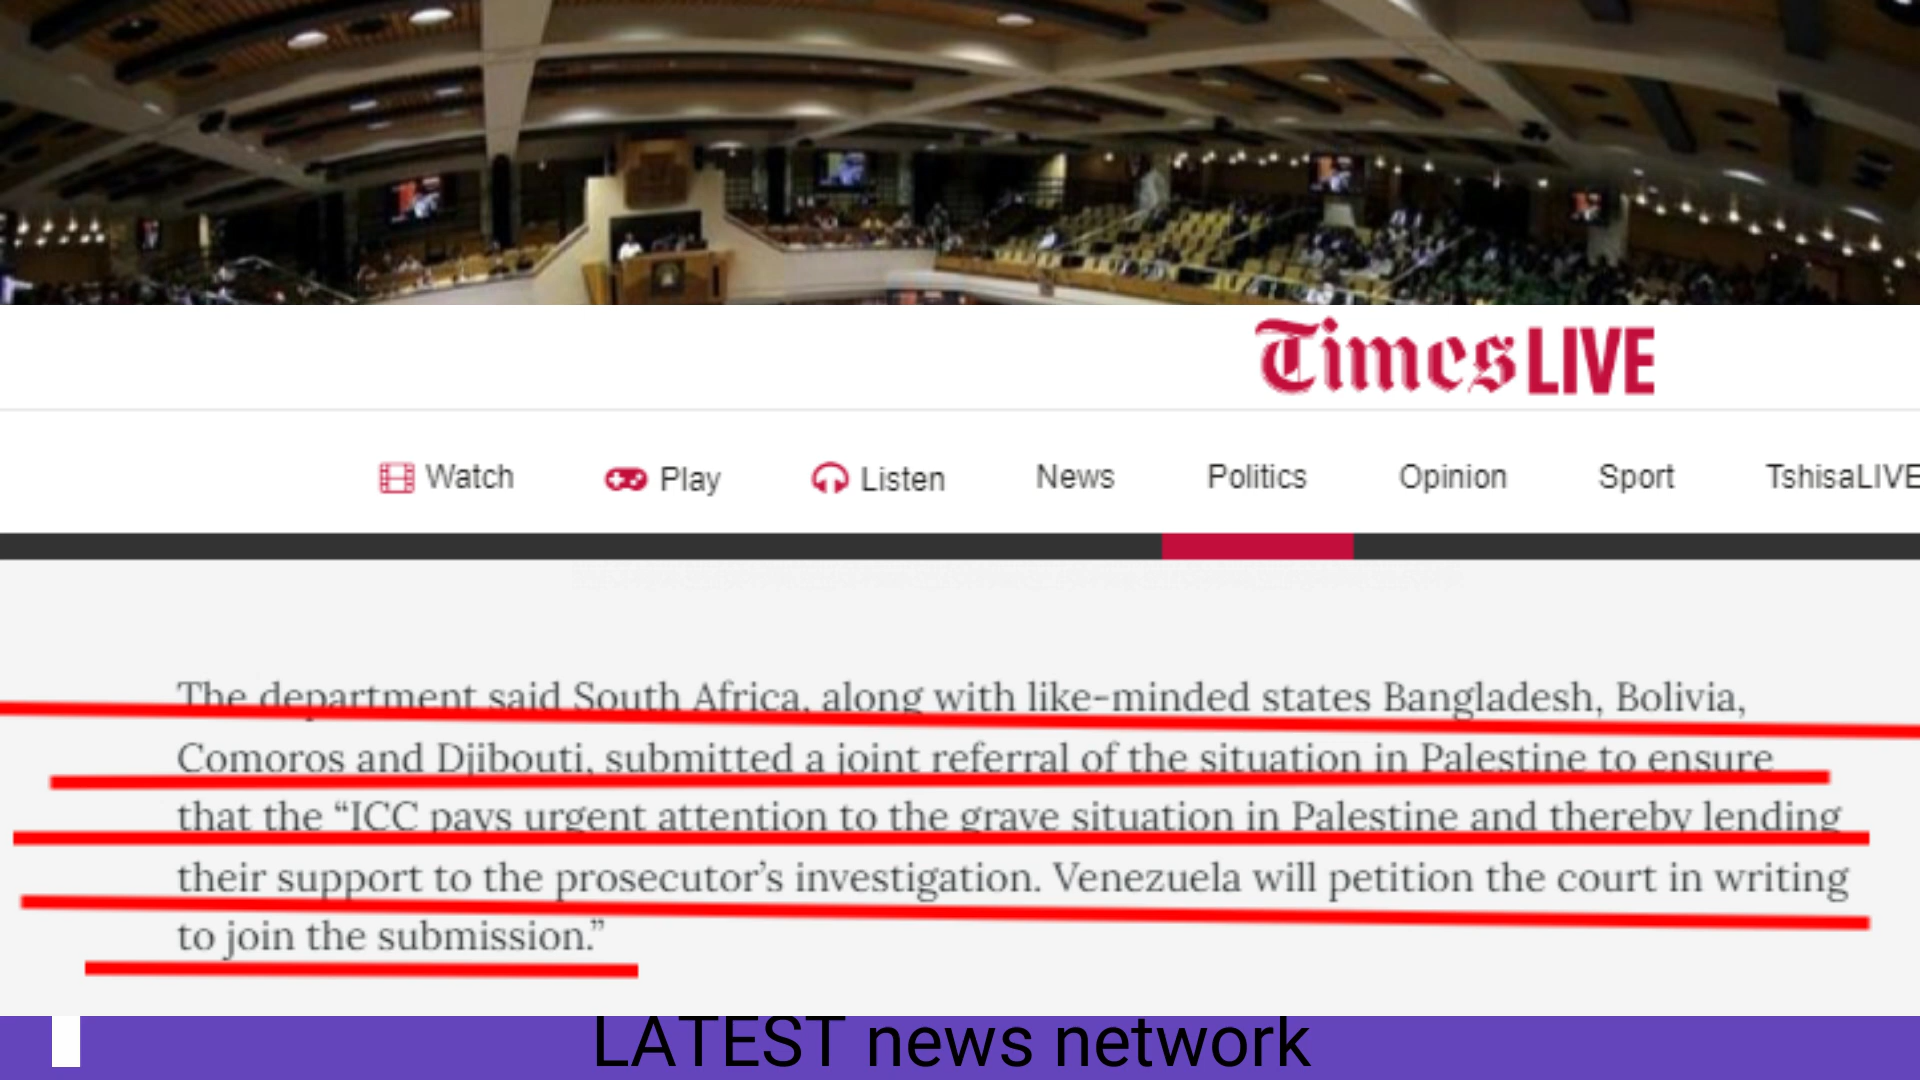 Times LIVE
Watch Play Listen News Politics Opinion Sport TshisaLIVE
The department said South Africa, along with like-minded states Bangladesh, Bolivia,
Comoros and Djibouti, submitted a joint referral of the situation in Palestine to ensure
that the “ICC pays urgent attention to the grave situation in Palestine and thereby lending
their support to the prosecutor’s investigation. Venezuela will petition the court in writing
to join the submission.”
LATEST news network